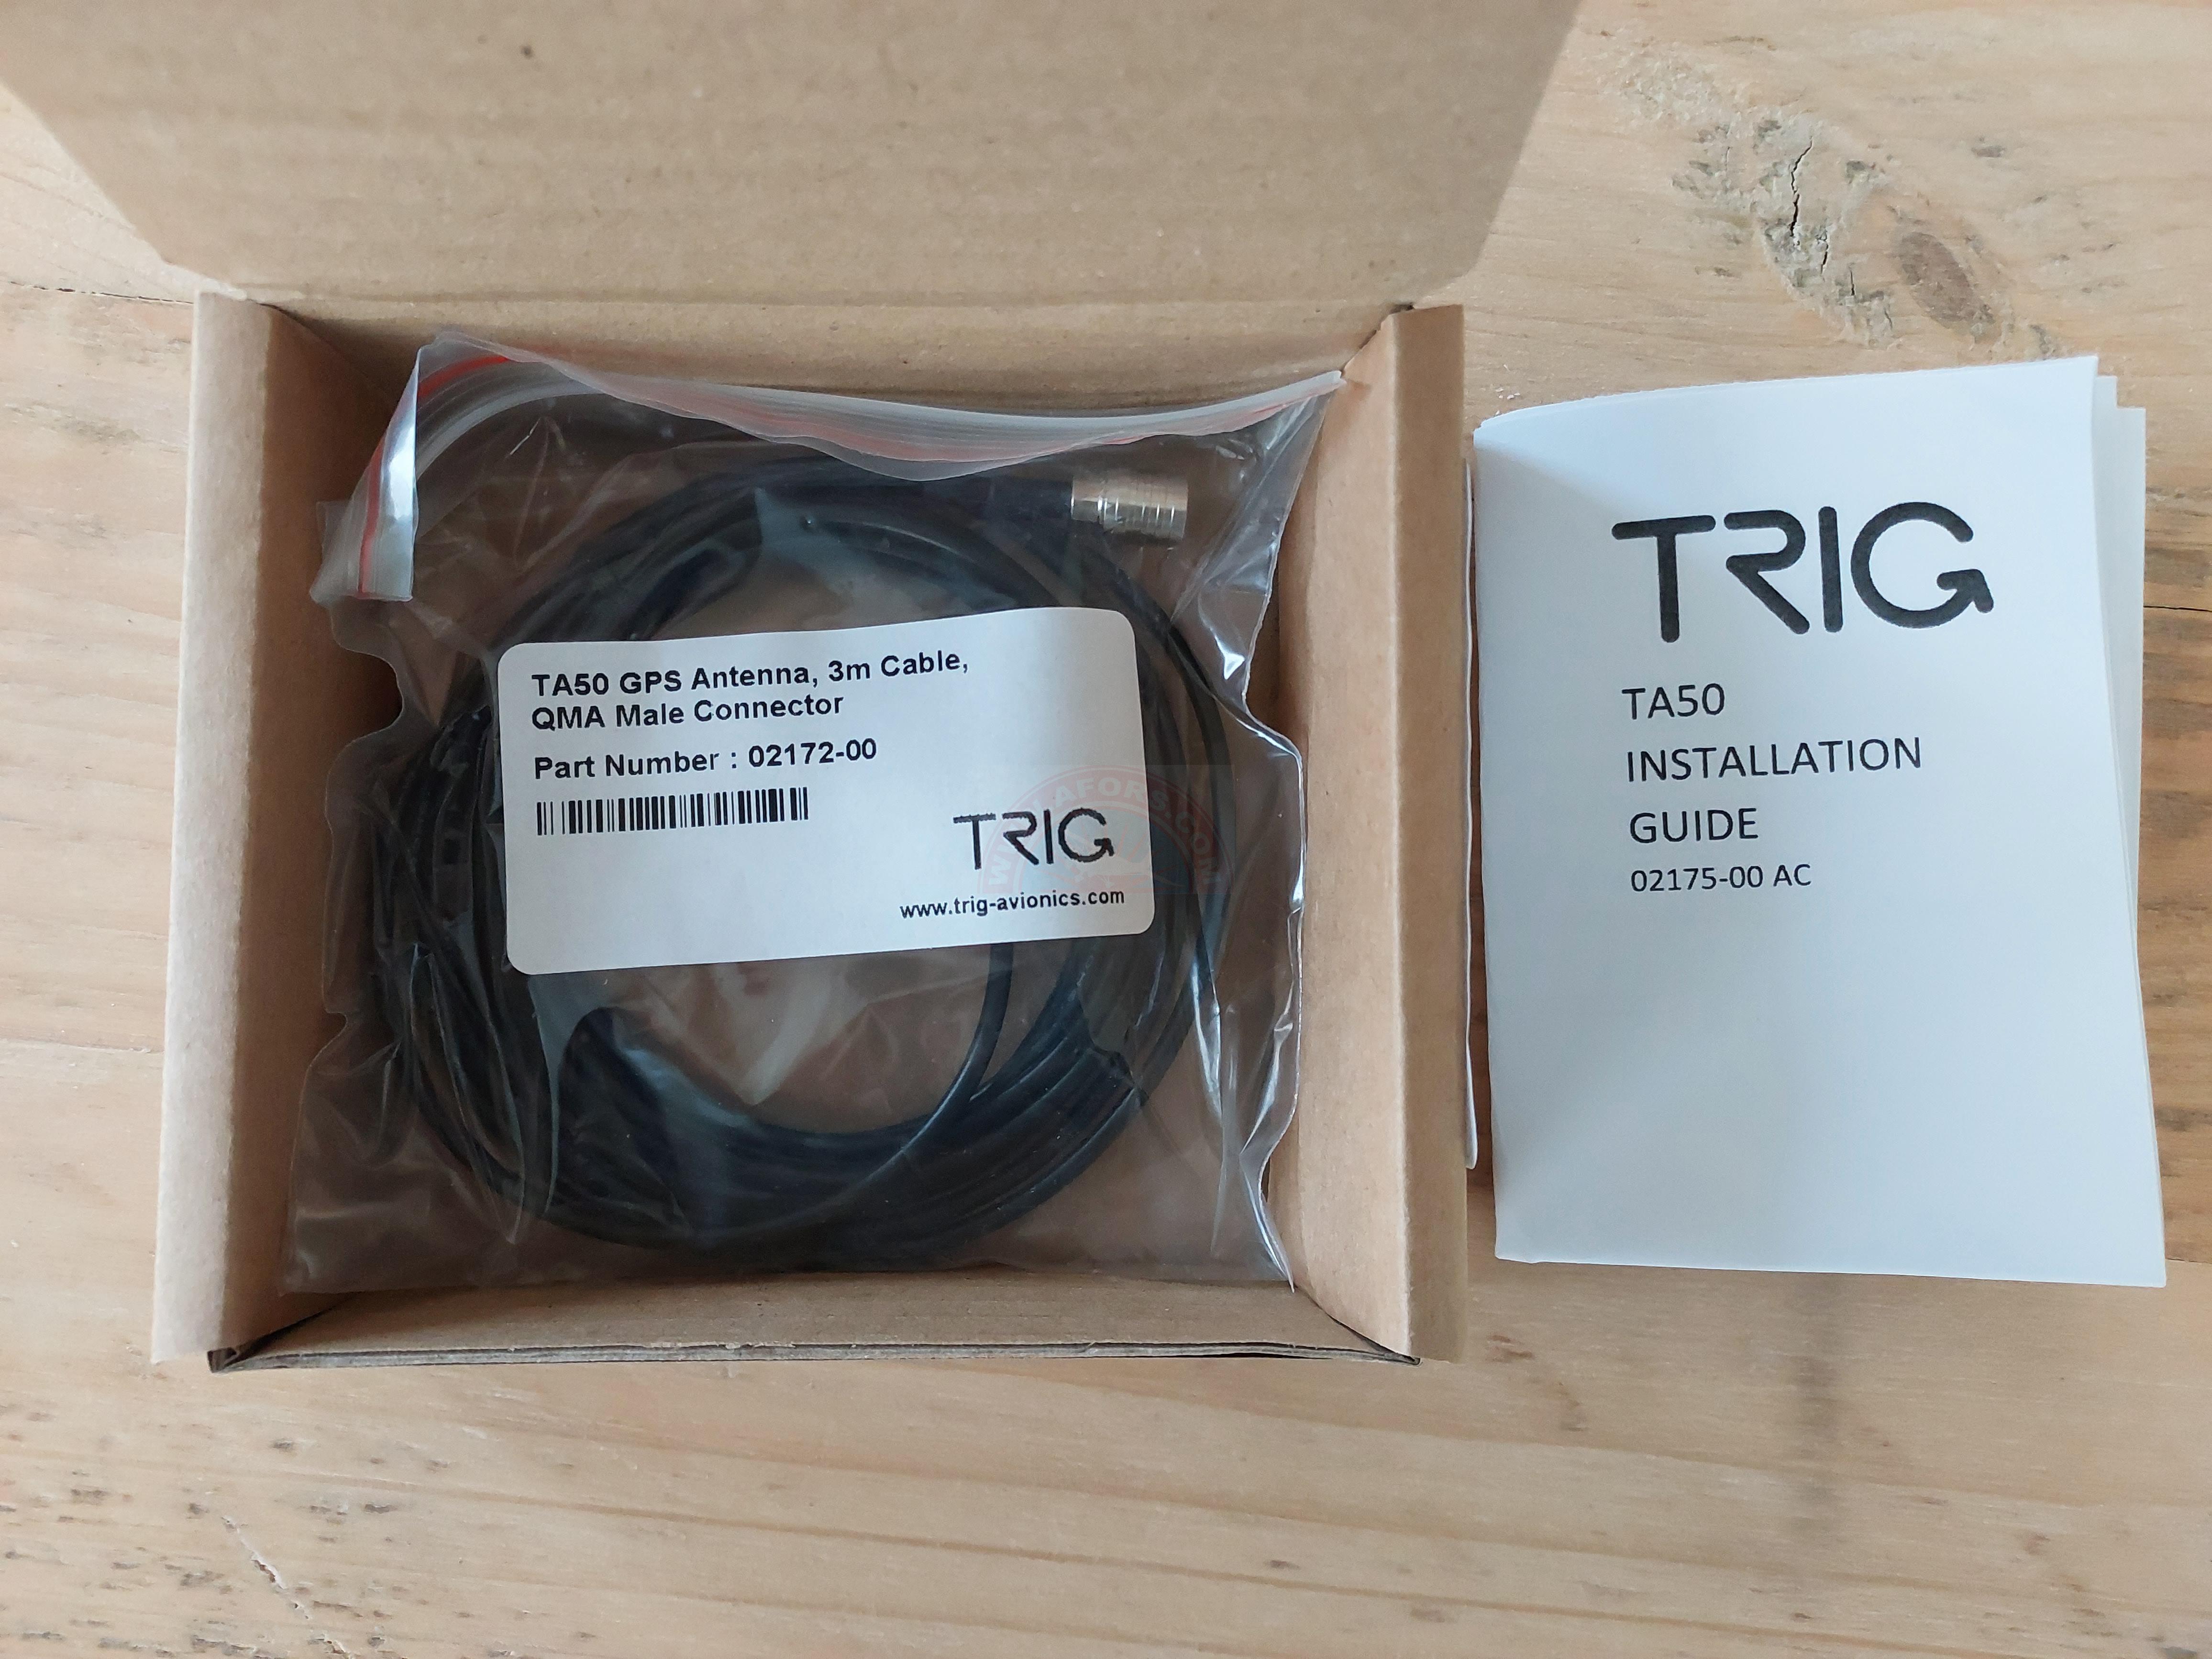 TA50 GPS Antenna, 3m Cable,
QMA Male Connector
Part Number : 02172-00
TRIG
www.trig-avionics.com
TRIG
TA50
INSTALLATION
GUIDE
02175-00 AC